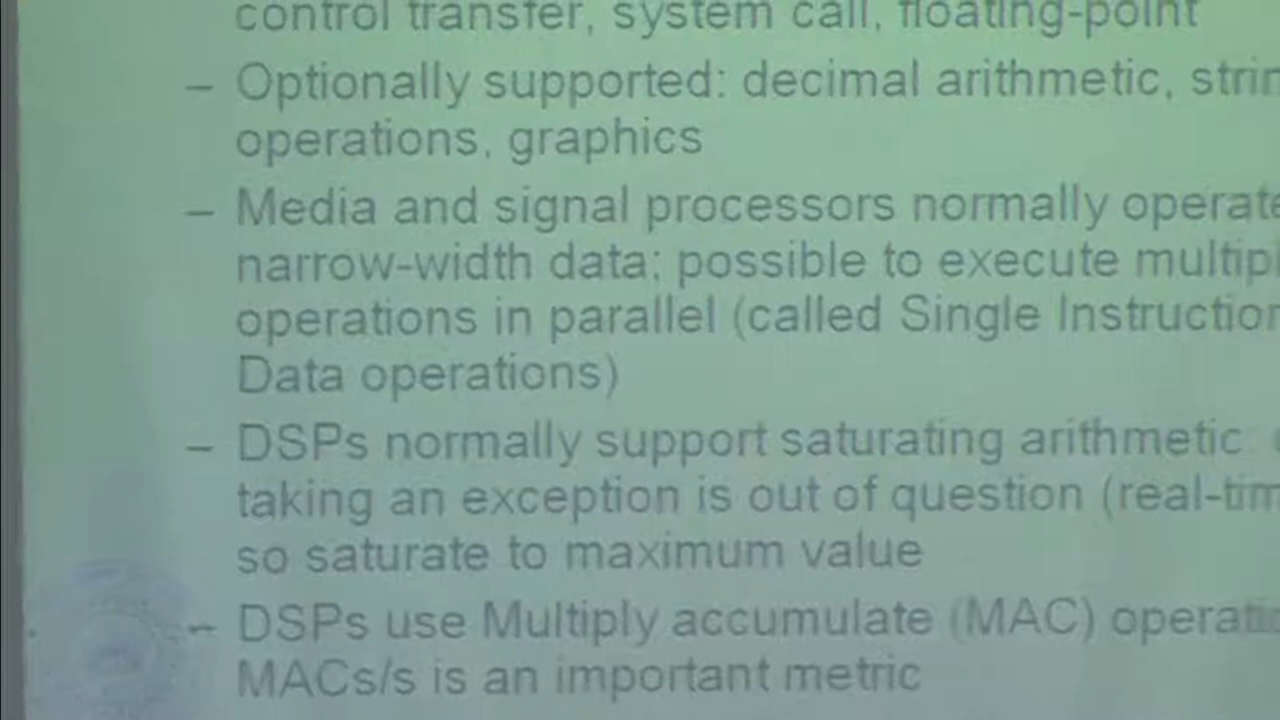 control transfer, system call, floating-point
– Optionally supported: decimal arithmetic, strin
operations, graphics
– Media and signal processors normally operate
narrow-width data; possible to execute multipl
operations in parallel (called Single Instruction
Data operations)
– DSPs normally support saturating arithmetic
taking an exception is out of question (real-tim
so saturate to maximum value
– DSPs use Multiply accumulate (MAC) operatio
MACs/s is an important metric